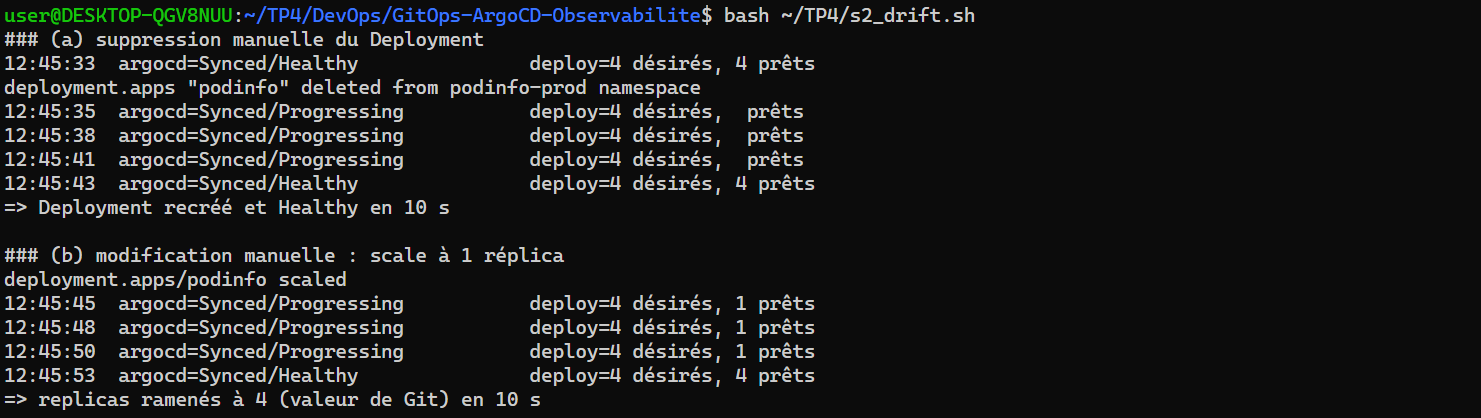 user@DESKTOP-QGV8NUU:~/TP4/DevOps/GitOps-ArgoCD-Observabilite$ bash ~/TP4/s2_drift.sh
### (a) suppression manuelle du Deployment
12:45:33  argocd=Synced/Healthy               deploy=4 désirés, 4 prêts
deployment.apps "podinfo" deleted from podinfo-prod namespace
12:45:35  argocd=Synced/Progressing           deploy=4 désirés,  prêts
12:45:38  argocd=Synced/Progressing           deploy=4 désirés,  prêts
12:45:41  argocd=Synced/Progressing           deploy=4 désirés,  prêts
12:45:43  argocd=Synced/Healthy               deploy=4 désirés, 4 prêts
=> Deployment recréé et Healthy en 10 s

### (b) modification manuelle : scale à 1 réplica
deployment.apps/podinfo scaled
12:45:45  argocd=Synced/Progressing           deploy=4 désirés, 1 prêts
12:45:48  argocd=Synced/Progressing           deploy=4 désirés, 1 prêts
12:45:50  argocd=Synced/Progressing           deploy=4 désirés, 1 prêts
12:45:53  argocd=Synced/Healthy               deploy=4 désirés, 4 prêts
=> replicas ramenés à 4 (valeur de Git) en 10 s